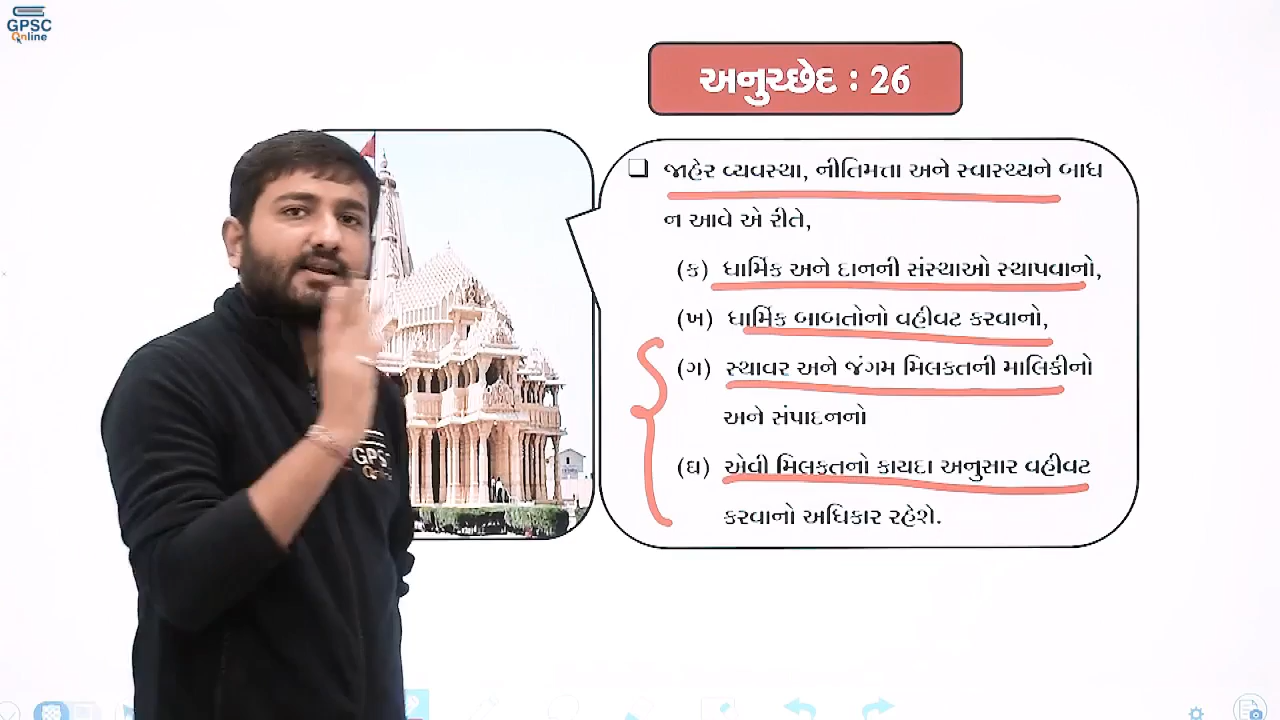 GPSC
Online
અનુચ્છેદ : 26
જાહેર વ્યવસ્થા, નીતિમત્તા અને સ્વાસ્થ્યને બાધ
ન આવે એ રીતે,
(ક) ધાર્મિક અને દાનની સંસ્થાઓ સ્થાપવાનો,
(ખ) ધાર્મિક બાબતોનો વહીવટ કરવાનો,
(ગ) સ્થાવર અને જંગમ મિલકતની માલિકીનો
અને સંપાદનનો
(ઘ) એવી મિલકતનો કાયદા અનુસાર વહીવટ
કરવાનો અધિકાર રહેશે.
GPS